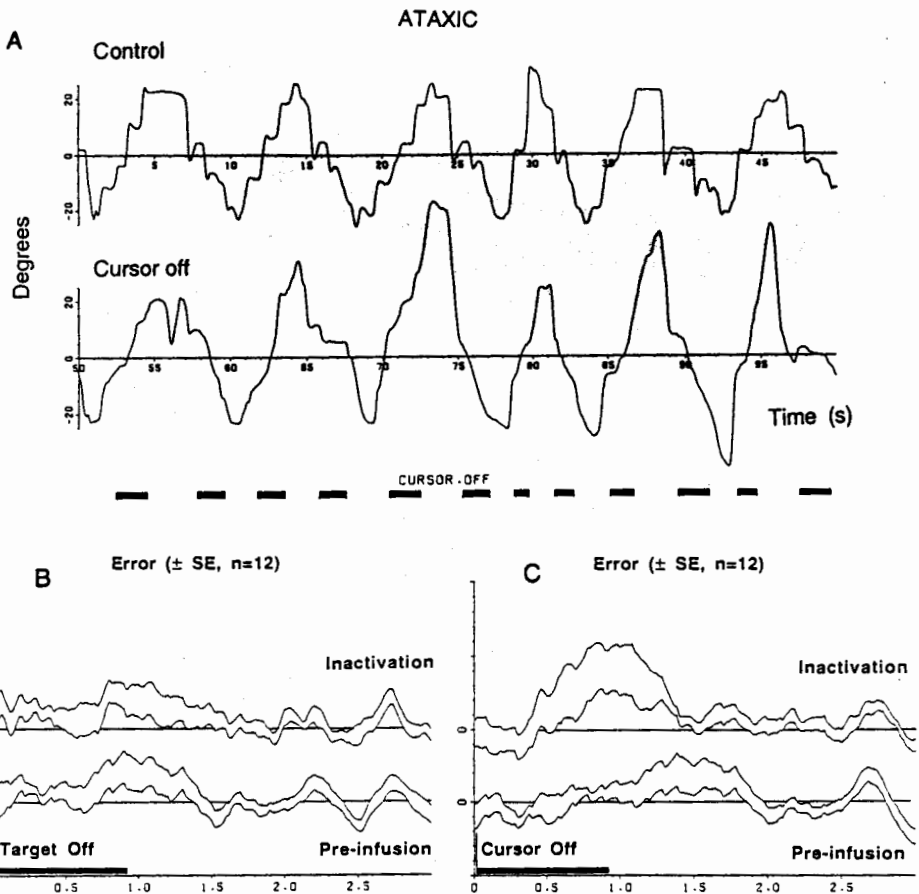 ATAXIC
A
Control
20
0
-20
5
10
15
20
25
30
35
40
45
Degrees
Cursor off
20
0
-20
50
55
60
65
70
75
80
85
90
95
Time (s)
CURSOR.OFF
B
Error (± SE, n=12)
C
Error (± SE, n=12)
Inactivation
Inactivation
0
0
Target Off
Pre-infusion
Cursor Off
Pre-infusion
0.5
1.0
1.5
2.0
2.5
0
0.5
1.0
1.5
2.0
2.5